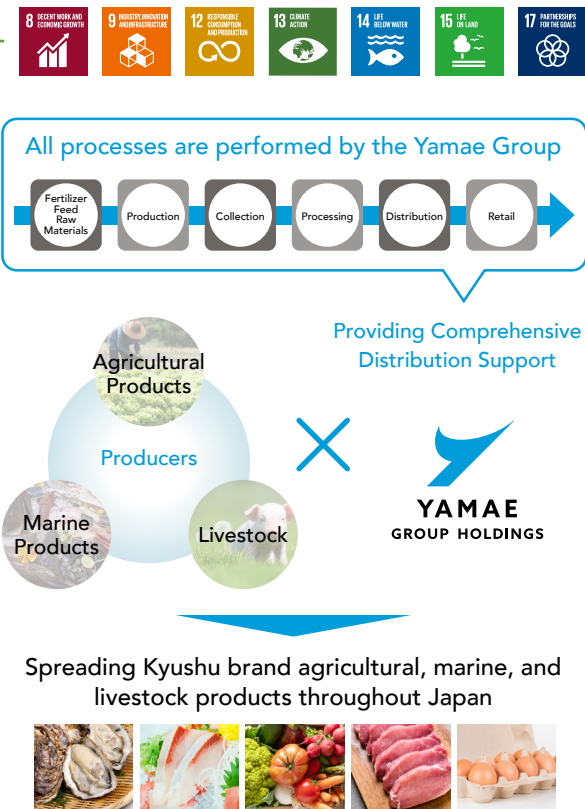 8 DECENT WORK AND
ECONOMIC GROWTH
9 INDUSTRY, INNOVATION
AND INFRASTRUCTURE
12 RESPONSIBLE
CONSUMPTION
AND PRODUCTION
13 CLIMATE
ACTION
14 LIFE
BELOW WATER
15 LIFE
ON LAND
17 PARTNERSHIPS
FOR THE GOALS
All processes are performed by the Yamae Group
Fertilizer
Feed
Raw
Materials
Production
Collection
Processing
Distribution
Retail
Providing Comprehensive
Distribution Support
Agricultural
Products
Producers
Marine
Products
Livestock
YAMAE
GROUP HOLDINGS
Spreading Kyushu brand agricultural, marine, and
livestock products throughout Japan